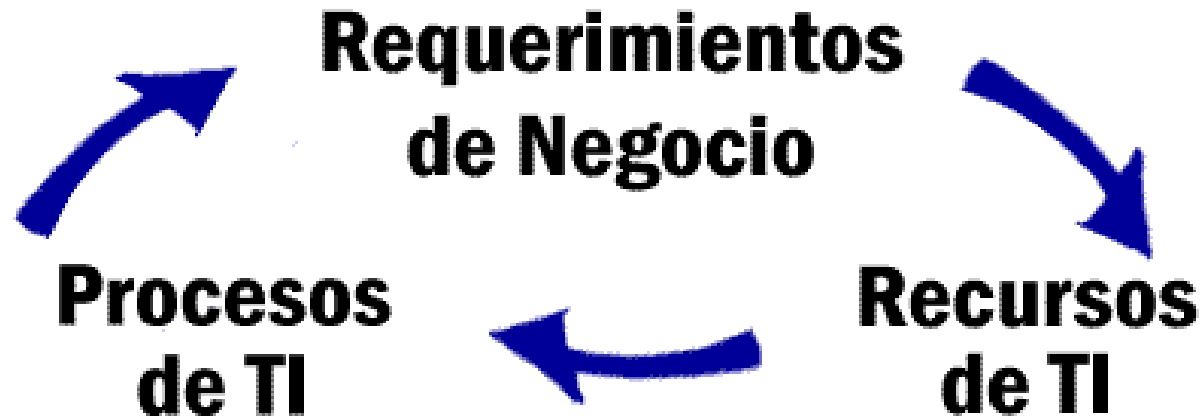 Requerimientos
de Negocio
Procesos
de TI
Recursos
de TI